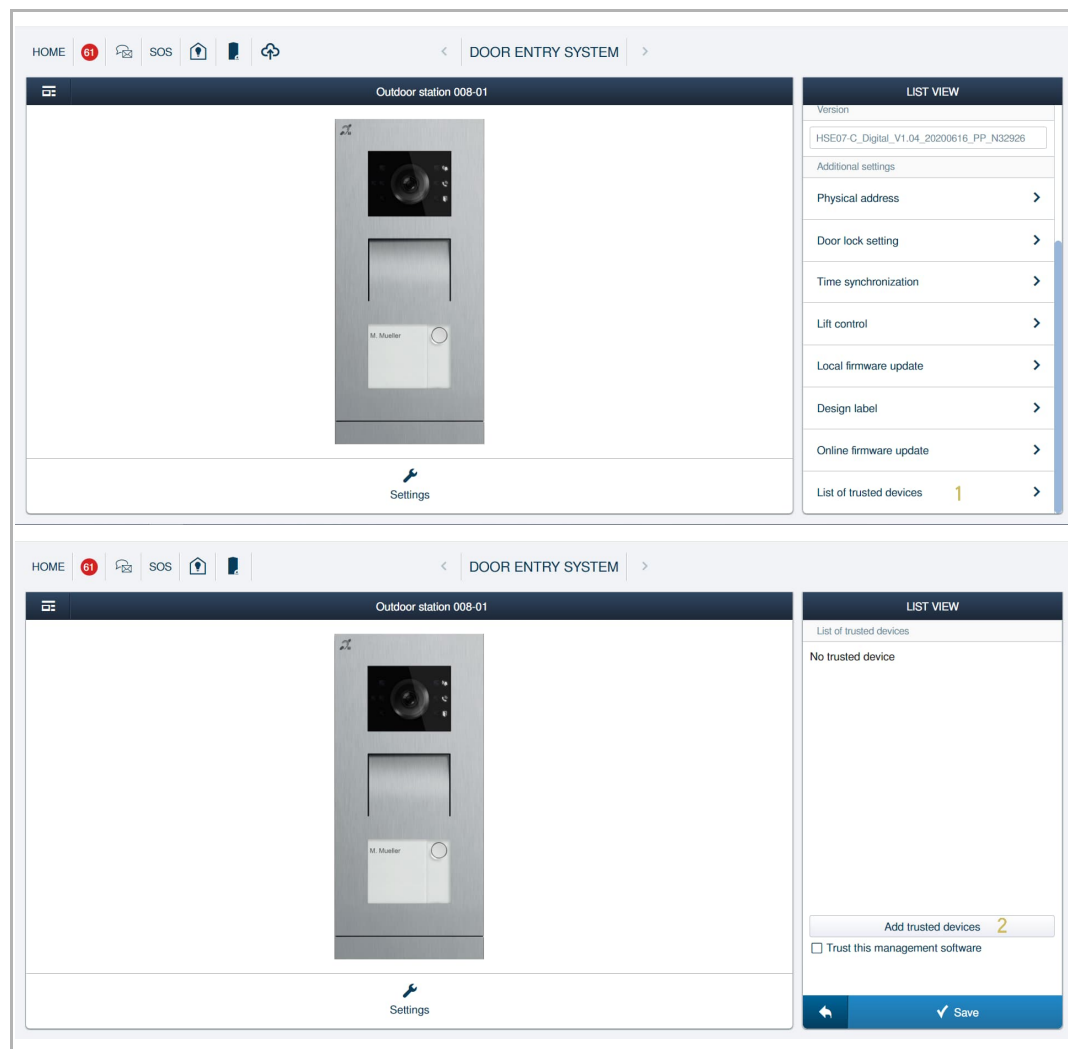 HOME 61 SOS < DOOR ENTRY SYSTEM >
Outdoor station 008-01
M. Mueller
Settings
LIST VIEW
Version
HSE07-C_Digital_V1.04_20200616_PP_N32926
Additional settings
Physical address
Door lock setting
Time synchronization
Lift control
Local firmware update
Design label
Online firmware update
List of trusted devices 1
HOME 61 SOS < DOOR ENTRY SYSTEM >
Outdoor station 008-01
M. Mueller
Settings
LIST VIEW
List of trusted devices
No trusted device
Add trusted devices 2
Trust this management software
Save